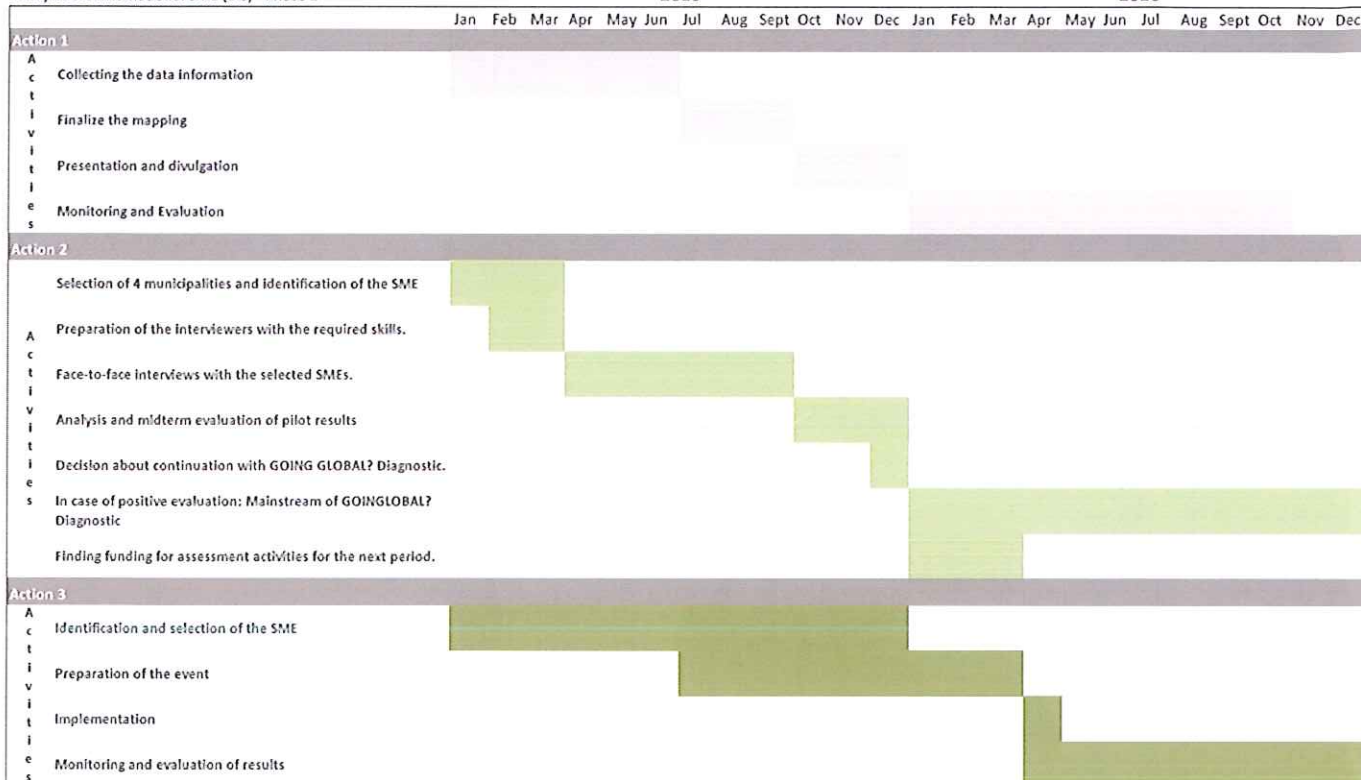 Jan Feb Mar Apr May Jun Jul Aug Sept Oct Nov Dec Jan Feb Mar Apr May Jun Jul Aug Sept Oct Nov Dec
Action 1
Activities
Collecting the data information
Finalize the mapping
Presentation and divulgation
Monitoring and Evaluation
Action 2
Activities
Selection of 4 municipalities and identification of the SME
Preparation of the interviewers with the required skills.
Face-to-face interviews with the selected SMEs.
Analysis and midterm evaluation of pilot results
Decision about continuation with GOING GLOBAL? Diagnostic.
In case of positive evaluation: Mainstream of GOINGLOBAL?
Diagnostic
Finding funding for assessment activities for the next period.
Action 3
Activities
Identification and selection of the SME
Preparation of the event
Implementation
Monitoring and evaluation of results